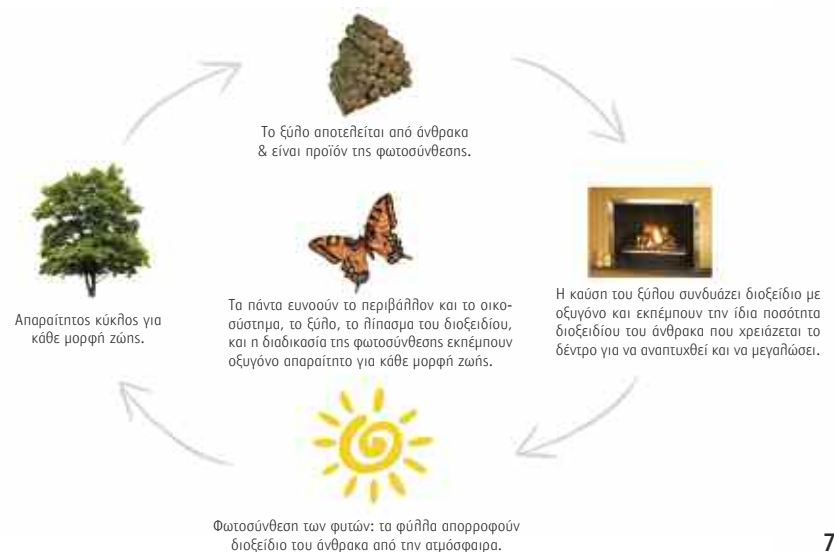 Το ξύλο αποτελείται από άνθρακα
& είναι προϊόν της φωτοσύνθεσης.
Απαραίτητος κύκλος για
κάθε μορφή ζώης.
Τα πάντα ευνοούν το περιβάλλον και το οικο-
σύστημα, το ξύλο, το λίπασμα του διοξειδίου,
και η διαδικασία της φωτοσύνθεσης εκπέμπουν
οξυγόνο απαραίτητο για κάθε μορφή ζωής.
Η καύση του ξύλου συνδυάζει διοξείδιο με
οξυγόνο και εκπέμπουν την ίδια ποσότητα
διοξειδίου του άνθρακα που χρειάζεται το
δέντρο για να αναπτυχθεί και να μεγαλώσει.
Φωτοσύνθεση των φυτών: τα φύλλα απορροφούν
διοξείδιο του άνθρακα από την ατμόσφαιρα.
7